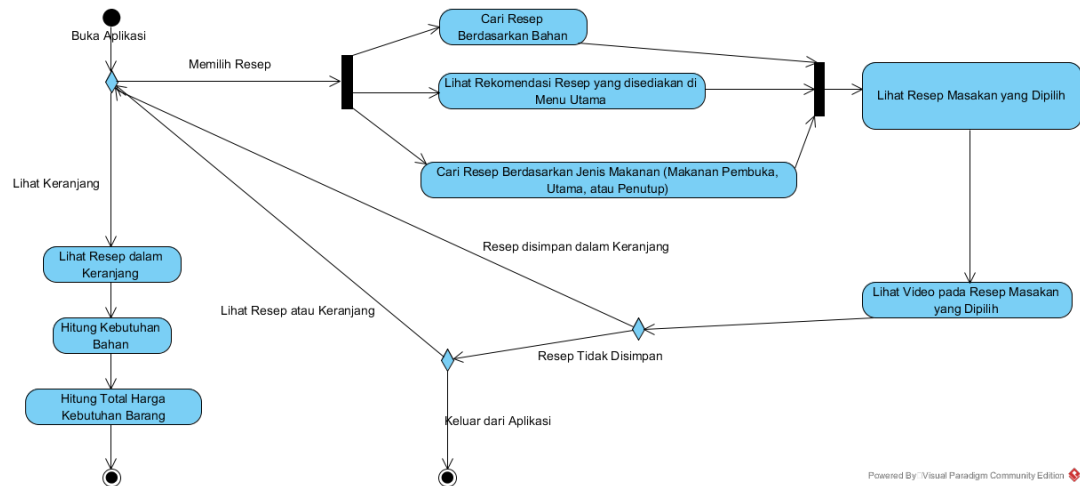 Buka Aplikasi
Memilih Resep
Cari Resep
Berdasarkan Bahan
Lihat Rekomendasi Resep yang disediakan di
Menu Utama
Cari Resep Berdasarkan Jenis Makanan (Makanan Pembuka,
Utama, atau Penutup)
Lihat Resep Masakan yang Dipilih
Lihat Keranjang
Lihat Resep dalam
Keranjang
Hitung Kebutuhan
Bahan
Hitung Total Harga
Kebutuhan Barang
Resep disimpan dalam Keranjang
Lihat Video pada Resep Masakan
yang Dipilih
Lihat Resep atau Keranjang
Resep Tidak Disimpan
Keluar dari Aplikasi
Powered By Visual Paradigm Community Edition